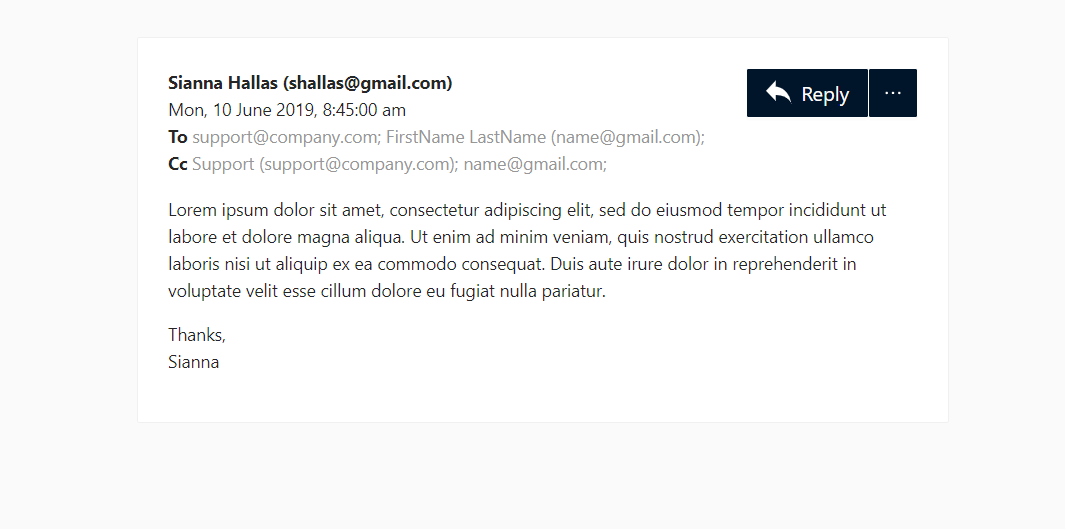 Sianna Hallas (shallas@gmail.com)
Reply ...
Mon, 10 June 2019, 8:45:00 am
To support@company.com; FirstName LastName (name@gmail.com);
Cc Support (support@company.com); name@gmail.com;
Lorem ipsum dolor sit amet, consectetur adipiscing elit, sed do eiusmod tempor incididunt ut
labore et dolore magna aliqua. Ut enim ad minim veniam, quis nostrud exercitation ullamco
laboris nisi ut aliquip ex ea commodo consequat. Duis aute irure dolor in reprehenderit in
voluptate velit esse cillum dolore eu fugiat nulla pariatur.
Thanks,
Sianna